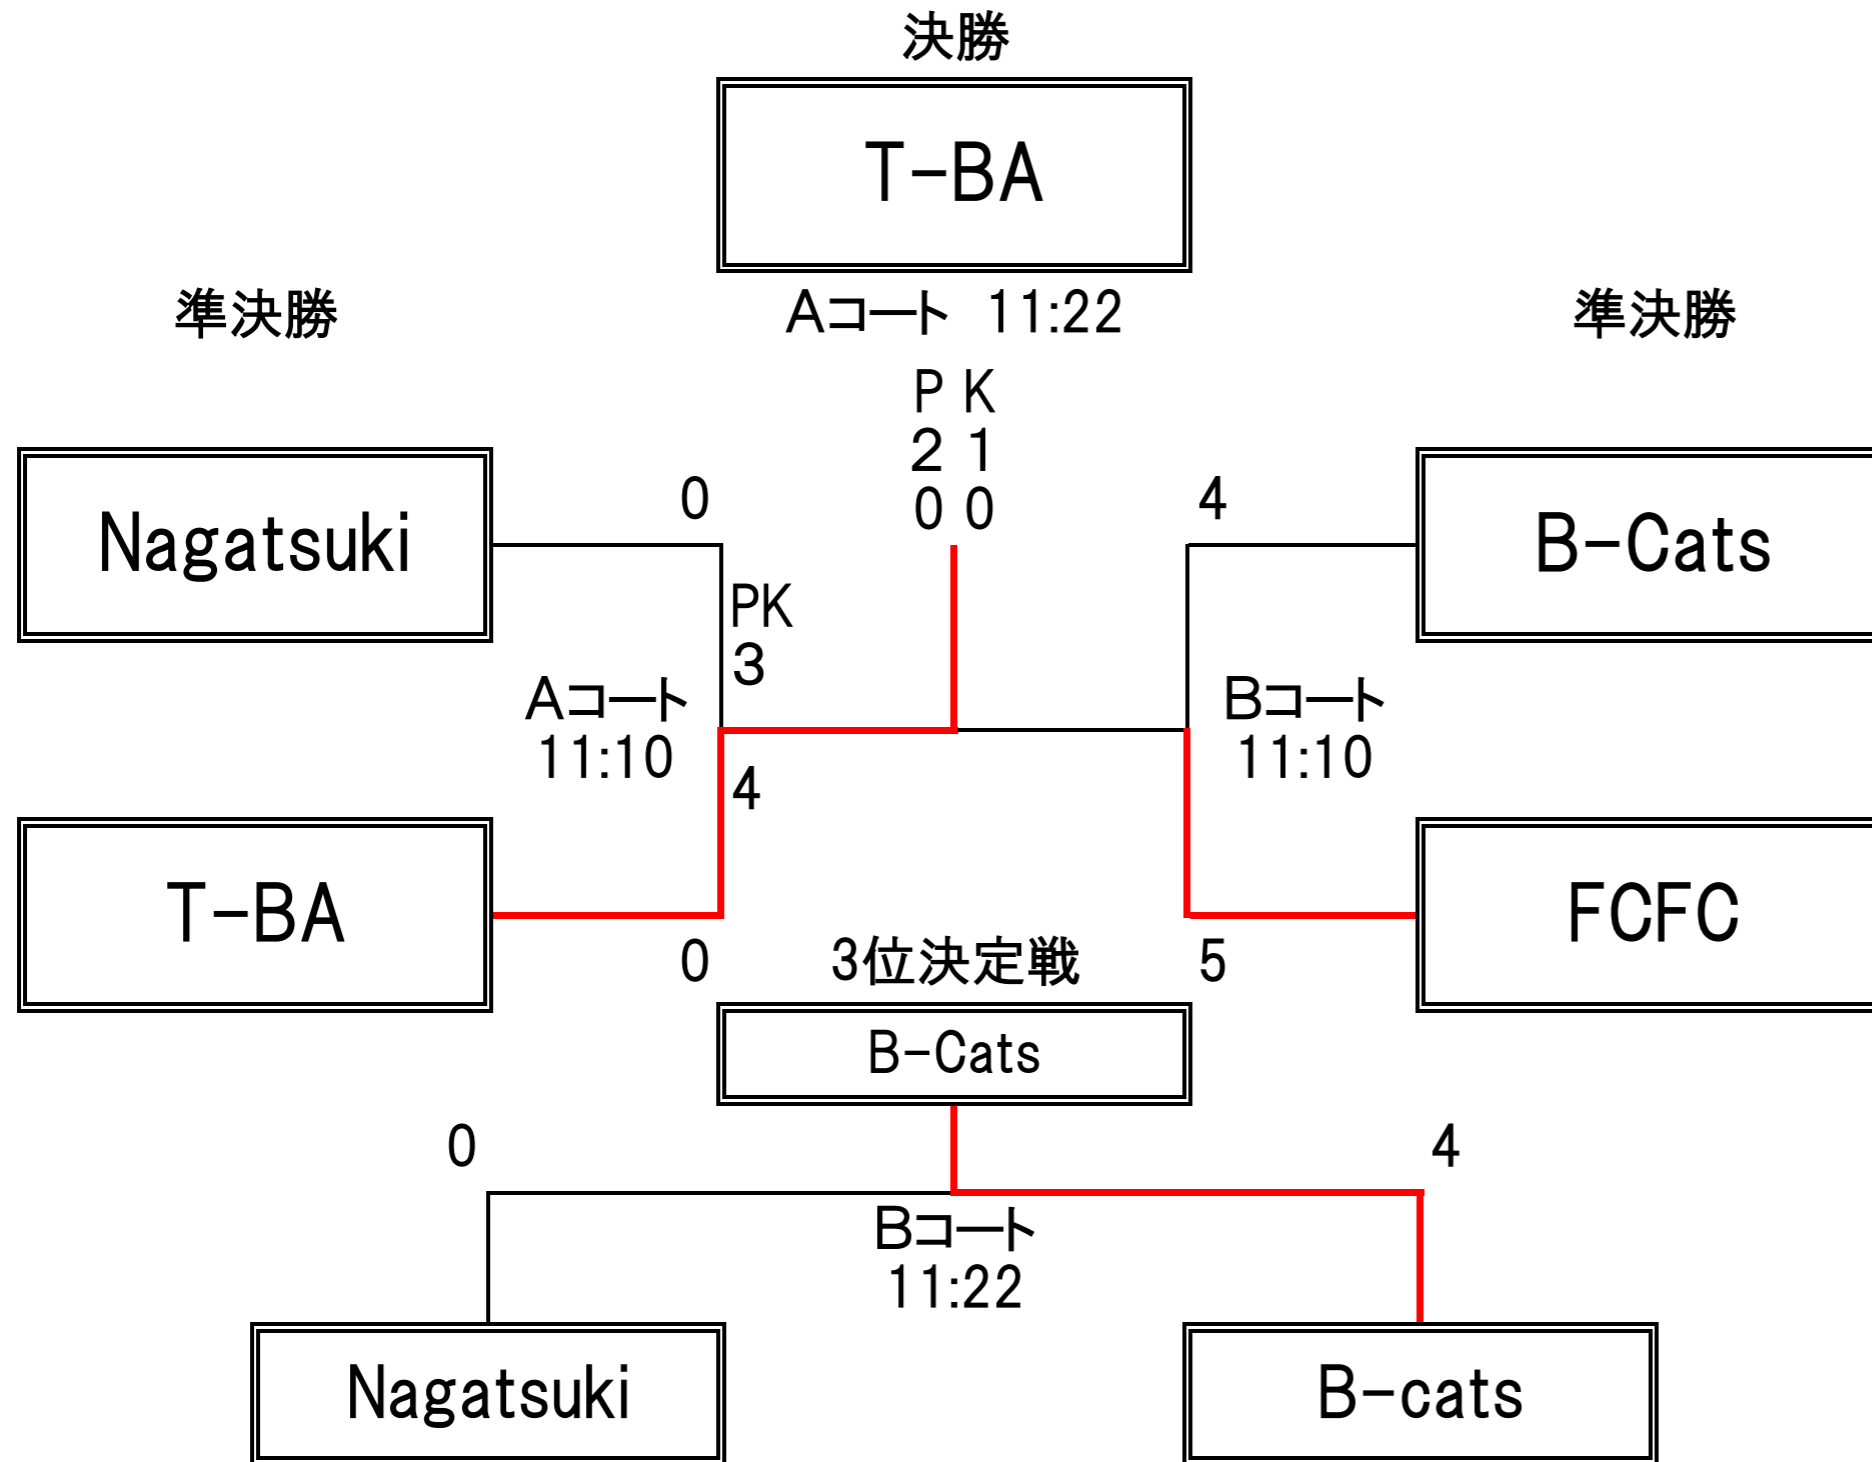 決勝
T-BA
準決勝
Aコート 11:22
準決勝
P K
2 1
0 0
Nagatsuki
0
4
B-Cats
PK
3
Aコート
11:10
Bコート
11:10
4
T-BA
FCFC
0
3位決定戦
5
B-Cats
0
4
Bコート
11:22
Nagatsuki
B-cats